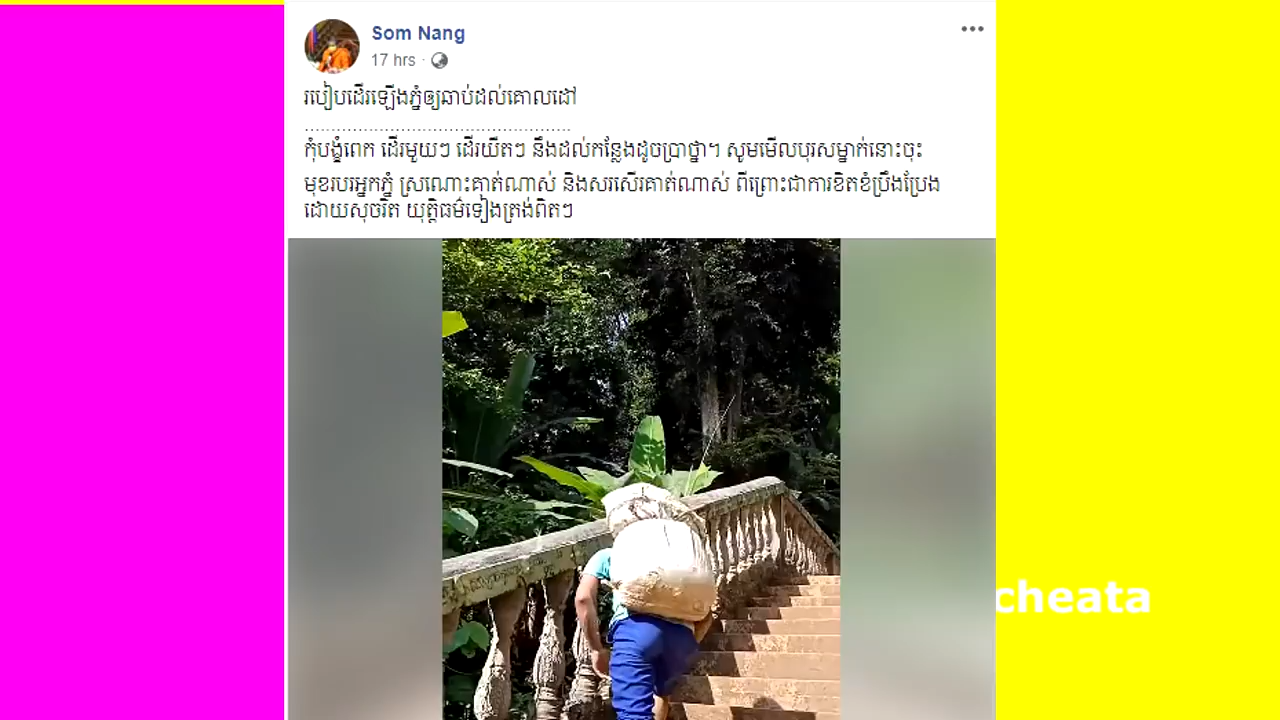 Som Nang
17 hrs ·
របៀបដើរឡើងភ្នំឲ្យឆាប់ដល់គោលដៅ
..................................................
កុំបង្ខំពេក ដើរមួយៗ ដើរយឺតៗ នឹងដល់កន្លែងដូចប្រាថ្នា។ សូមមើលបុរសម្នាក់នោះចុះ
មុខរបរអ្នកភ្នំ ស្រណោះគាត់ណាស់ និងសរសើរគាត់ណាស់ ពីព្រោះជាការខិតខំប្រឹងប្រែង
ដោយសុចរិត យុត្តិធម៌ទៀងត្រង់ពិតៗ
cheata